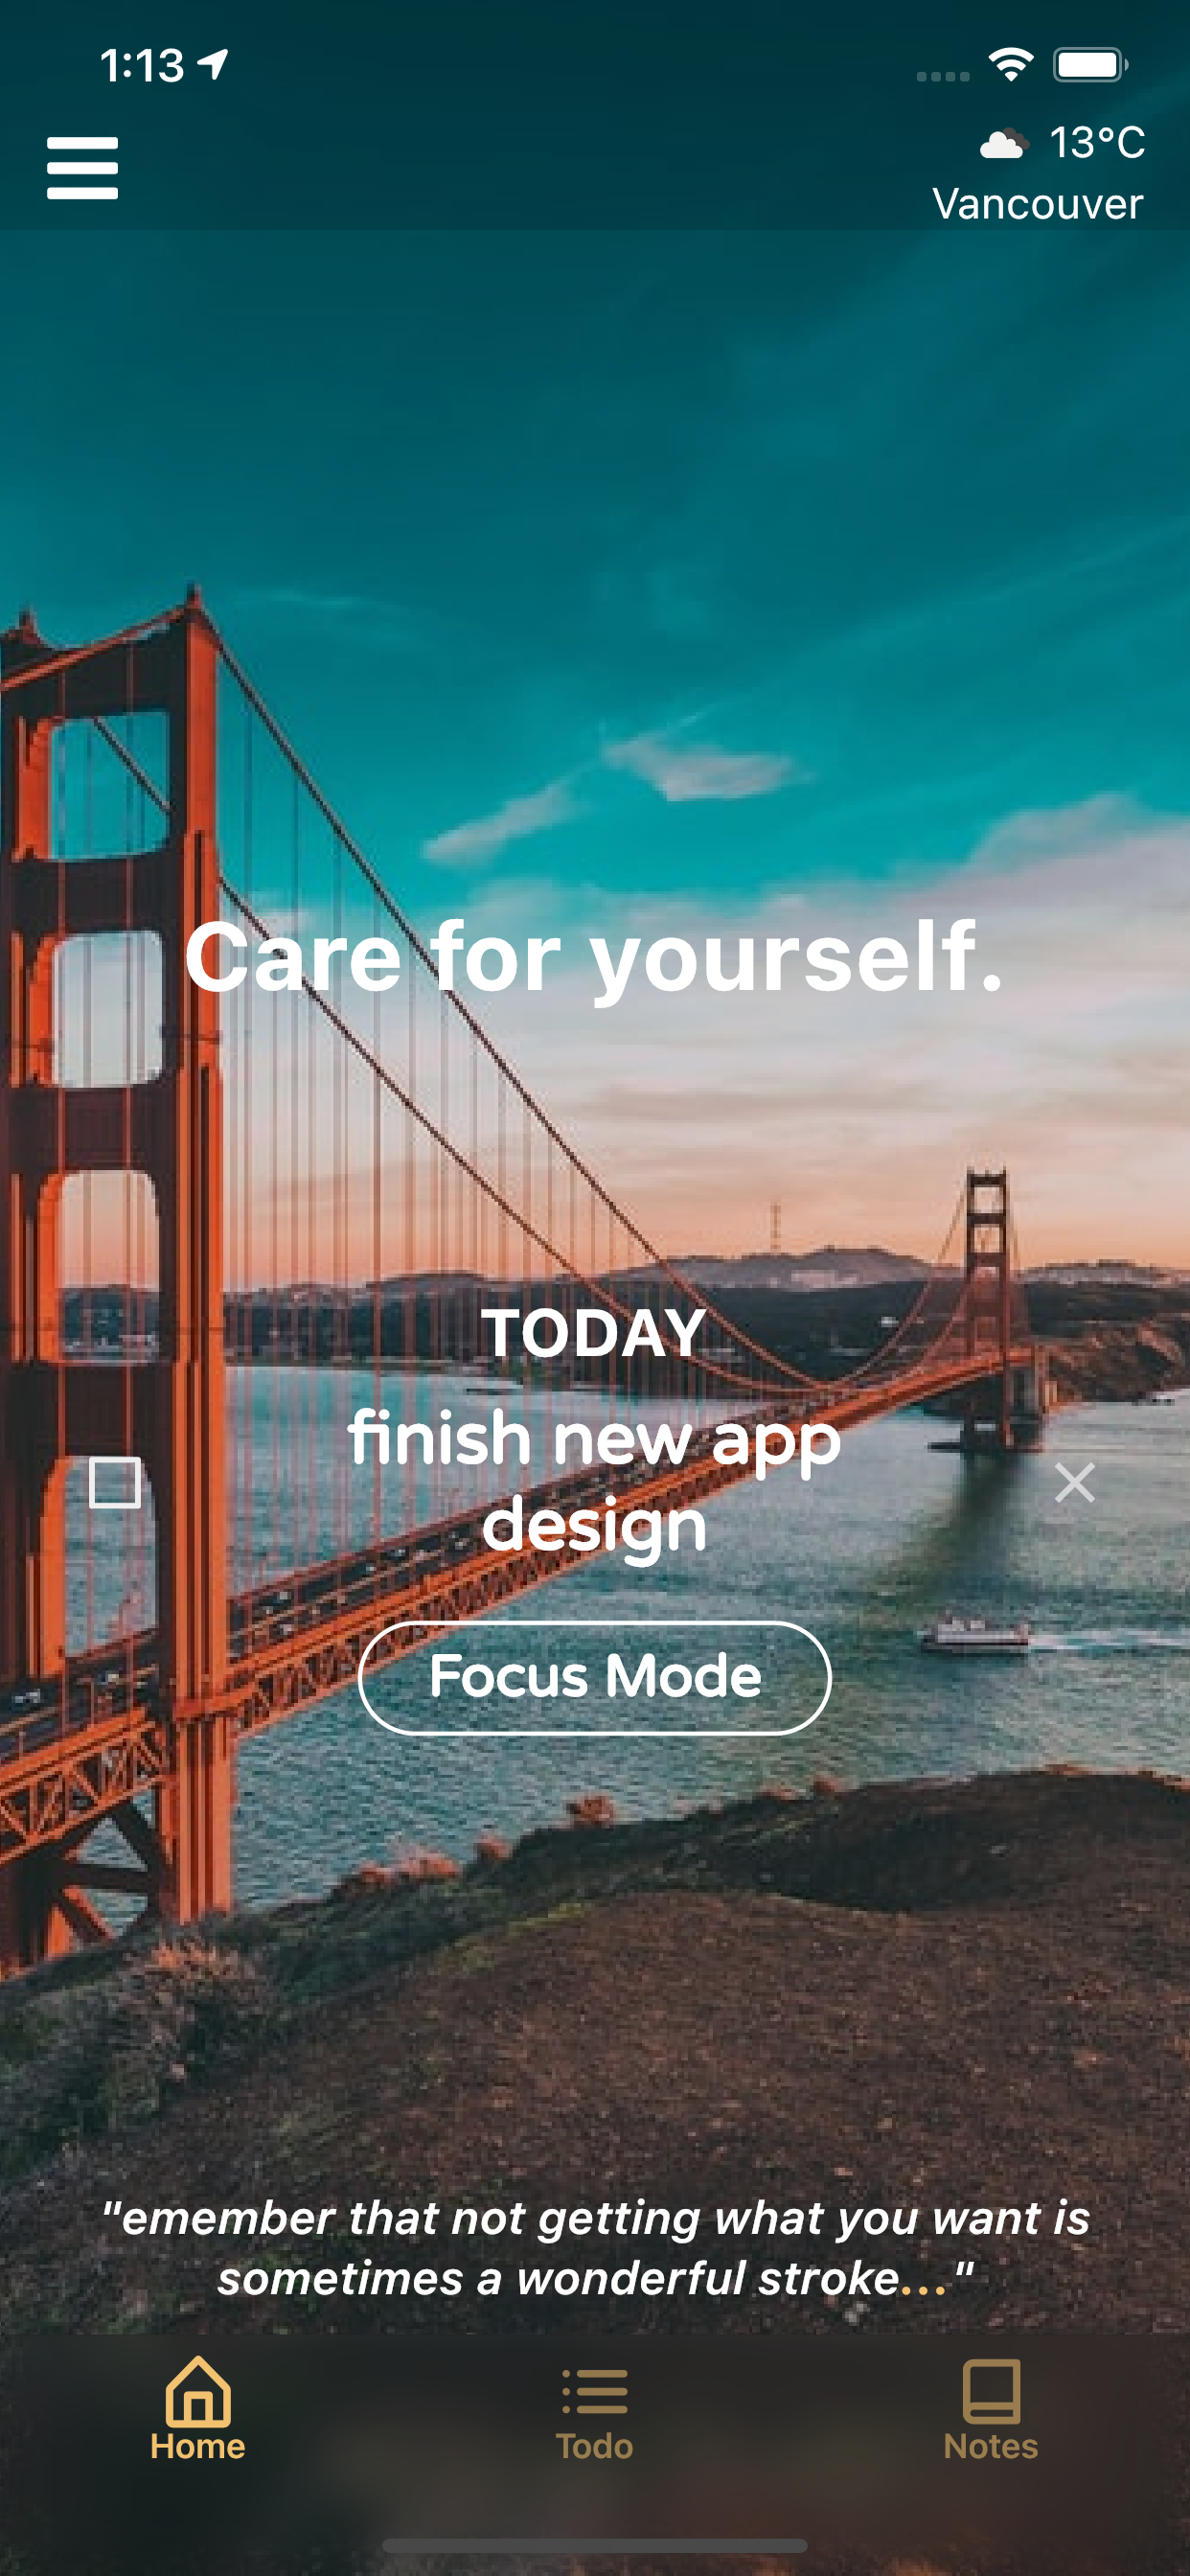 1:13
13°C
Vancouver
Care for yourself.
TODAY
finish new app
design
Focus Mode
"emember that not getting what you want is
sometimes a wonderful stroke..."
Home
Todo
Notes